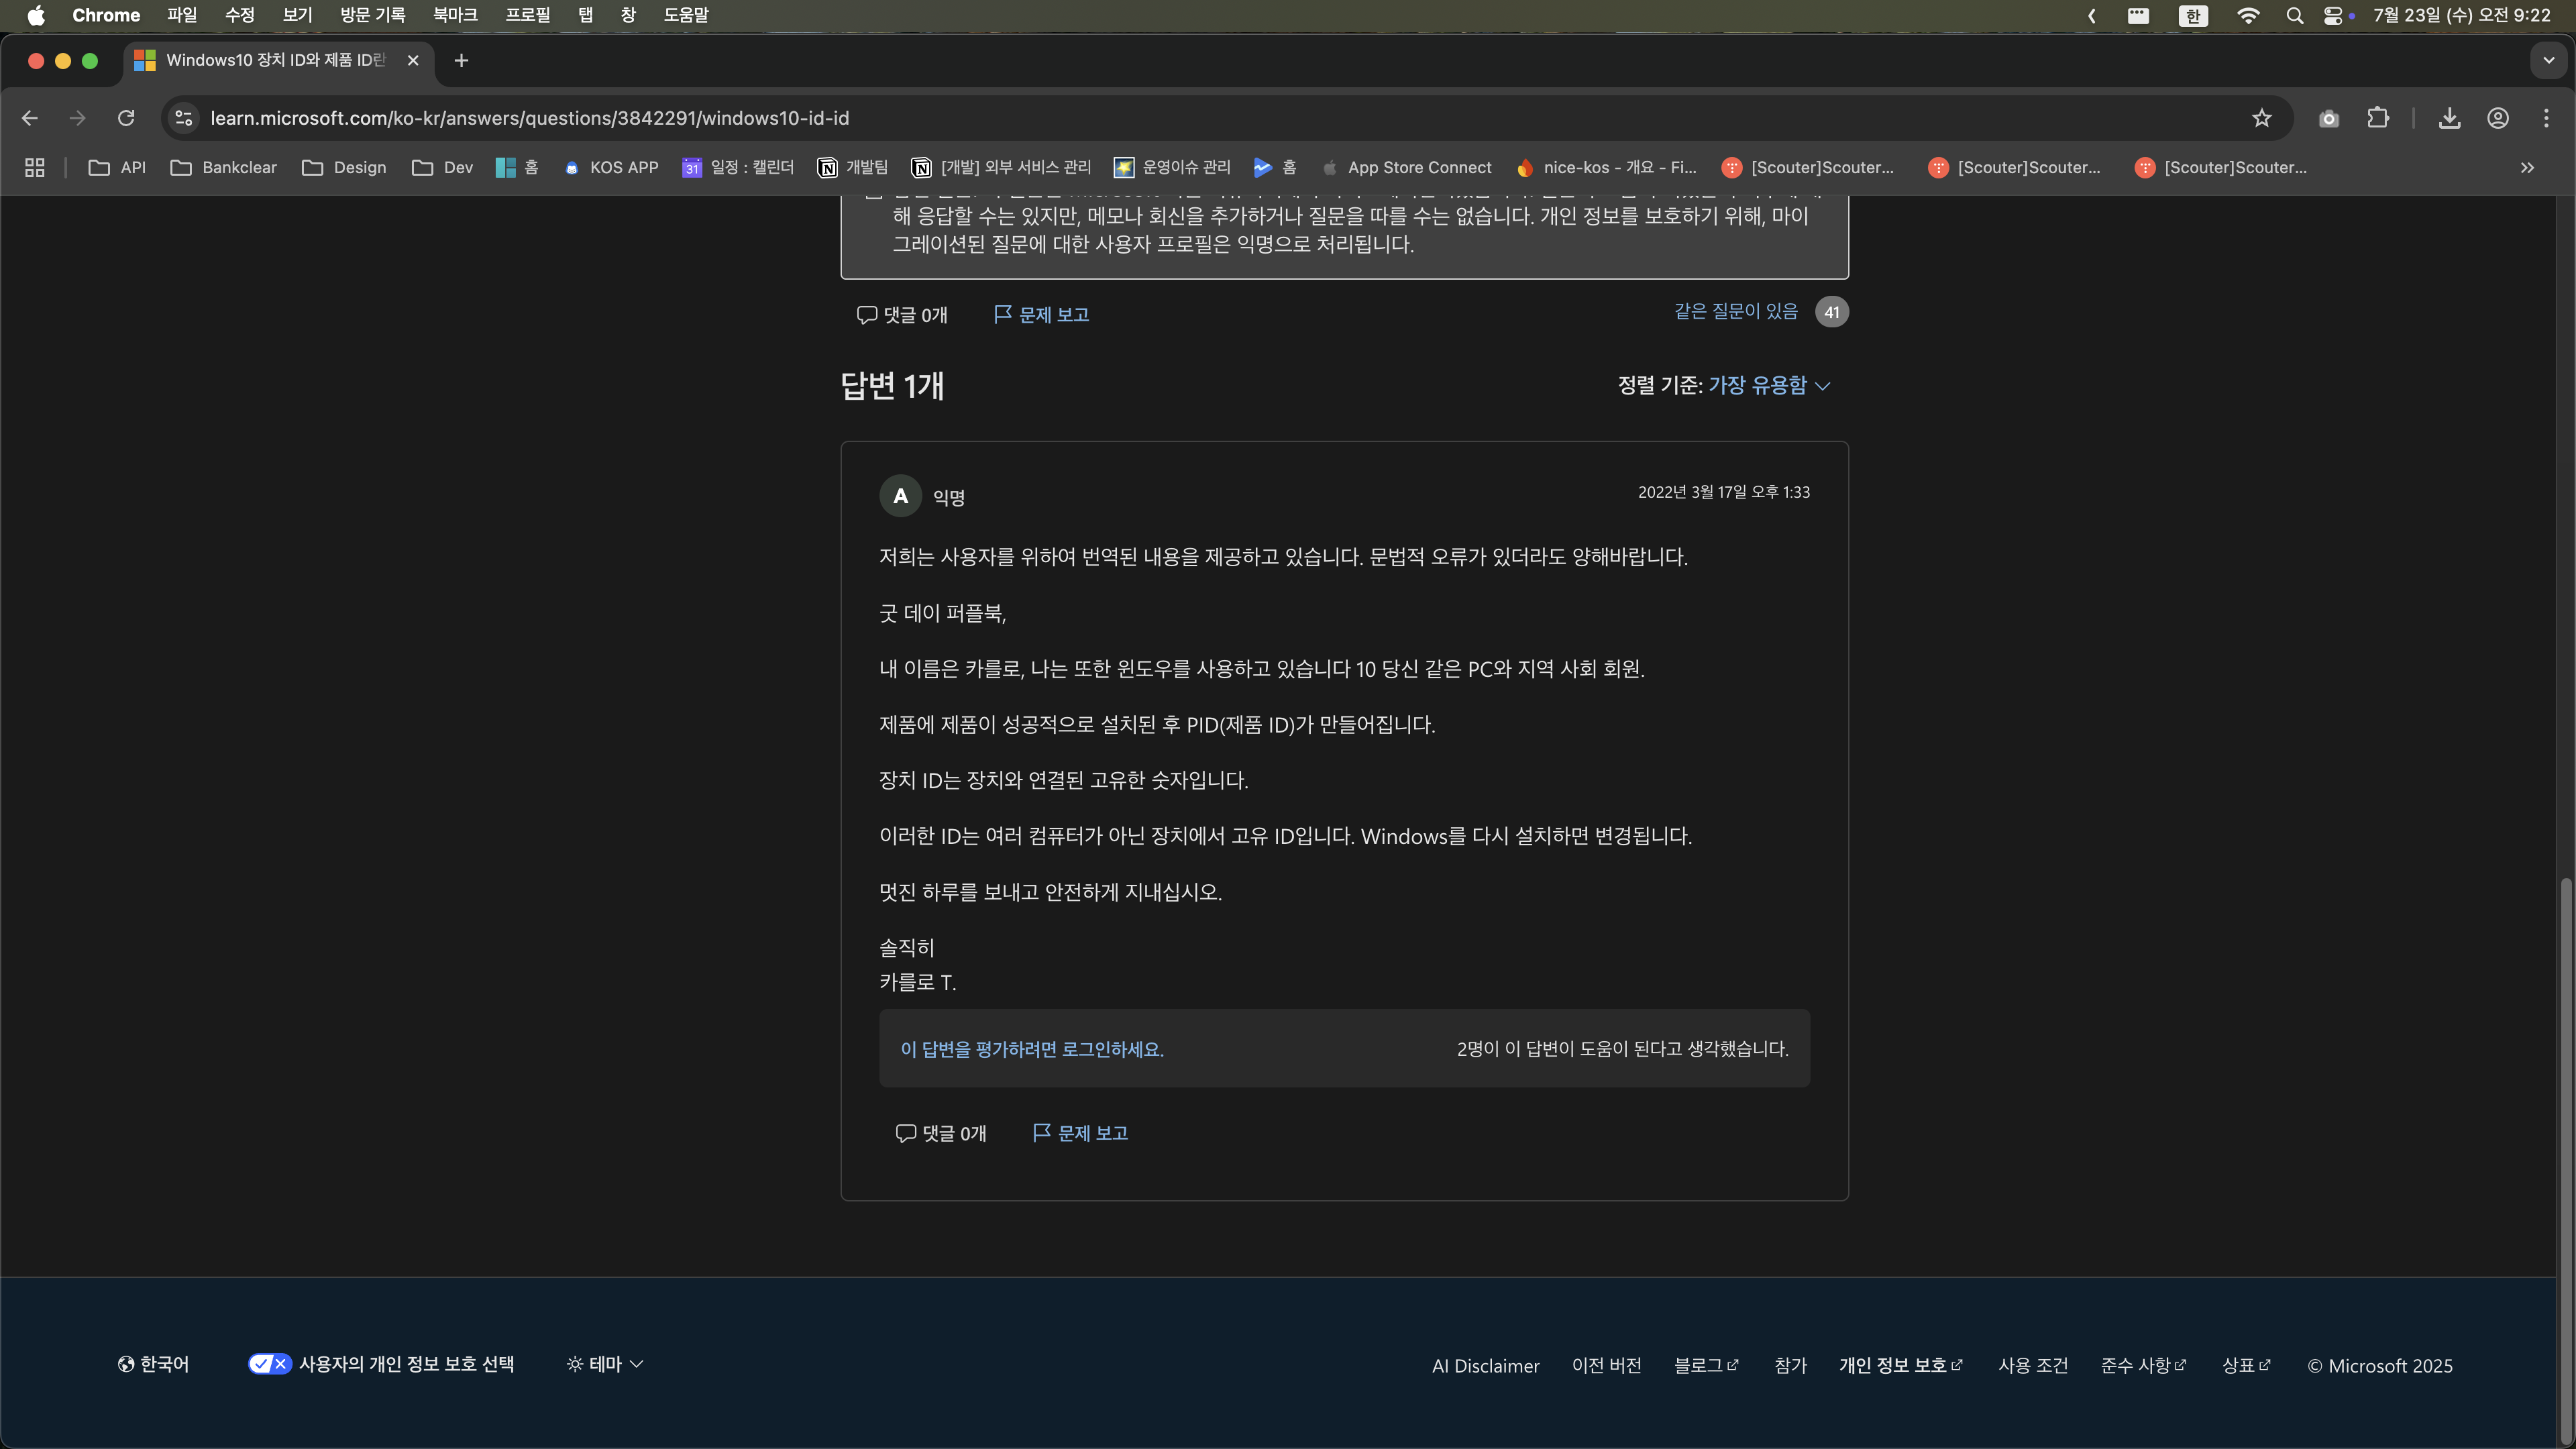 Chrome 파일 수정 보기 방문 기록 북마크 프로필 탭 창 도움말 한 7월 23일 (수) 오전 9:22
Windows10 장치 ID와 제품 ID란
learn.microsoft.com/ko-kr/answers/questions/3842291/windows10-id-id
API Bankclear Design Dev 홈 KOS APP 31 일정 : 캘린더 개발팀 [개발] 외부 서비스 관리 운영이슈 관리 홈 App Store Connect nice-kos - 개요 - Fi... [Scouter]Scouter... [Scouter]Scouter... [Scouter]Scouter...
해 응답할 수는 있지만, 메모나 회신을 추가하거나 질문을 따를 수는 없습니다. 개인 정보를 보호하기 위해, 마이
그레이션된 질문에 대한 사용자 프로필은 익명으로 처리됩니다.
댓글 0개 문제 보고 같은 질문이 있음 41
답변 1개 정렬 기준: 가장 유용함
A 익명 2022년 3월 17일 오후 1:33
저희는 사용자를 위하여 번역된 내용을 제공하고 있습니다. 문법적 오류가 있더라도 양해바랍니다.
굿 데이 퍼플북,
내 이름은 카를로, 나는 또한 윈도우를 사용하고 있습니다 10 당신 같은 PC와 지역 사회 회원.
제품에 제품이 성공적으로 설치된 후 PID(제품 ID)가 만들어집니다.
장치 ID는 장치와 연결된 고유한 숫자입니다.
이러한 ID는 여러 컴퓨터가 아닌 장치에서 고유 ID입니다. Windows를 다시 설치하면 변경됩니다.
멋진 하루를 보내고 안전하게 지내십시오.
솔직히
카를로 T.
이 답변을 평가하려면 로그인하세요. 2명이 이 답변이 도움이 된다고 생각했습니다.
댓글 0개 문제 보고
한국어 사용자의 개인 정보 보호 선택 테마 AI Disclaimer 이전 버전 블로그 참가 개인 정보 보호 사용 조건 준수 사항 상표 © Microsoft 2025